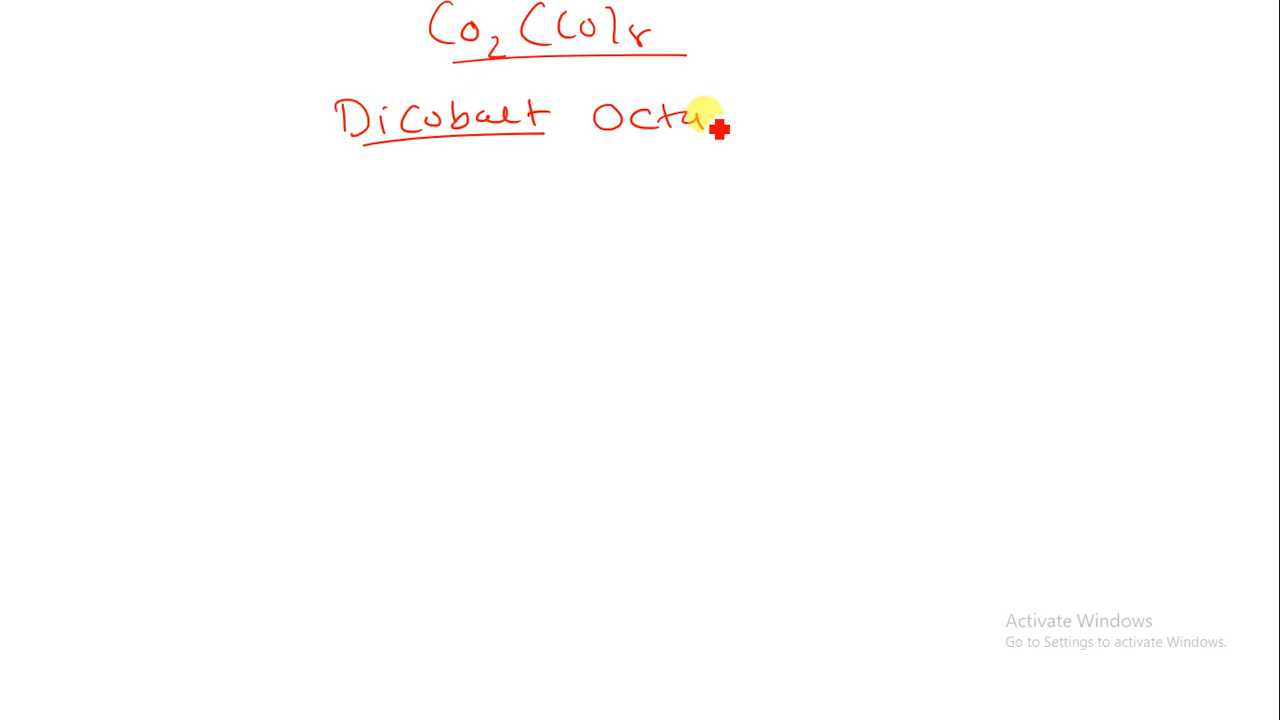 Co₂(CO)₈
Dicobalt Octa
Activate Windows
Go to Settings to activate Windows.